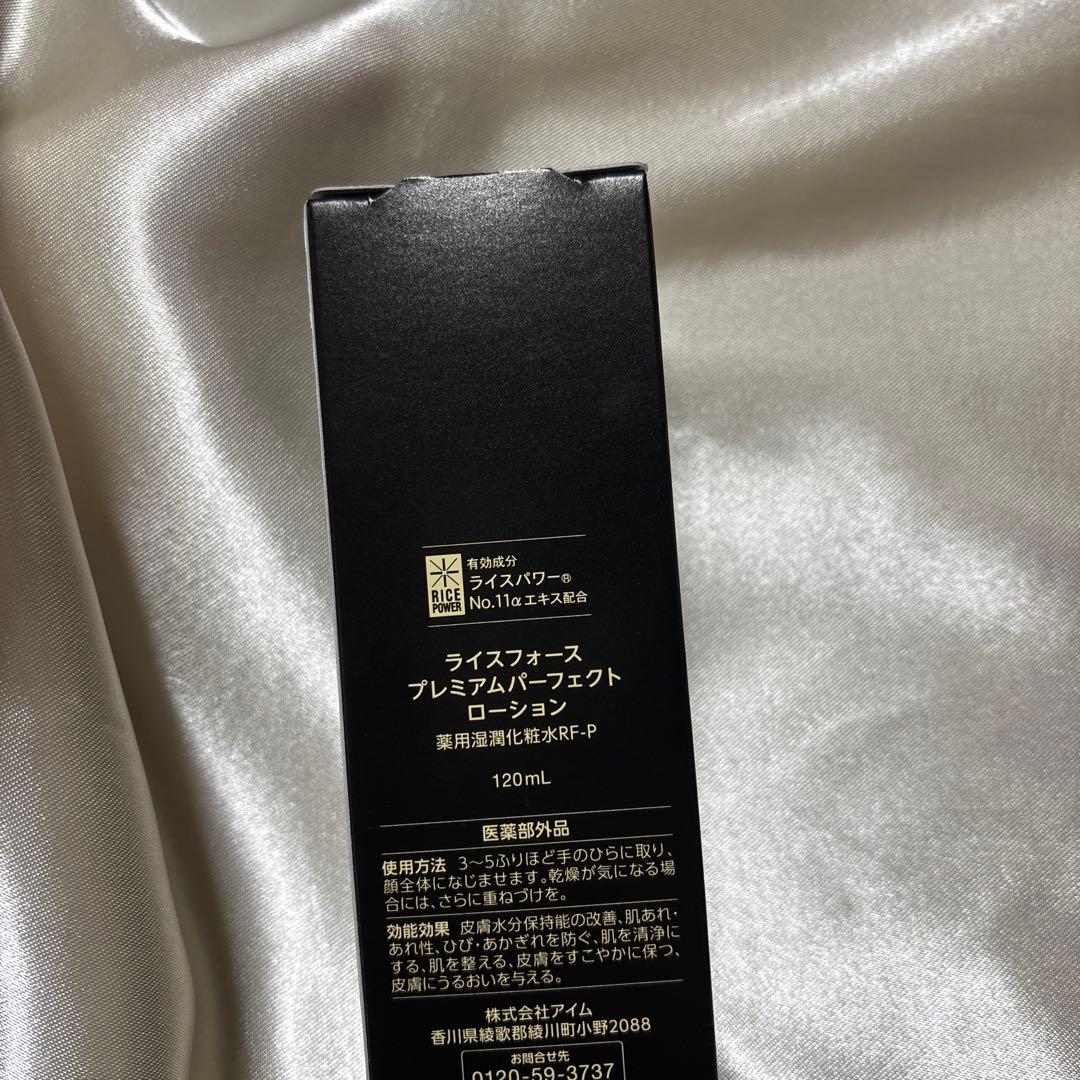 RICE
POWER
有効成分
ライスパワー®
No.11αエキス配合
ライスフォース
プレミアムパーフェクト
ローション
薬用湿潤化粧水RF-P
120mL
医薬部外品
使用方法 3〜5ふりほど手のひらに取り、
顔全体になじませます。乾燥が気になる場
合には、さらに重ねづけを。
効能効果 皮膚水分保持能の改善、肌あれ・
あれ性、ひび・あかぎれを防ぐ、肌を清浄に
する、肌を整える、皮膚をすこやかに保つ、
皮膚にうるおいを与える。
株式会社アイム
香川県綾歌郡綾川町小野2088
お問合せ先
0120-59-3737